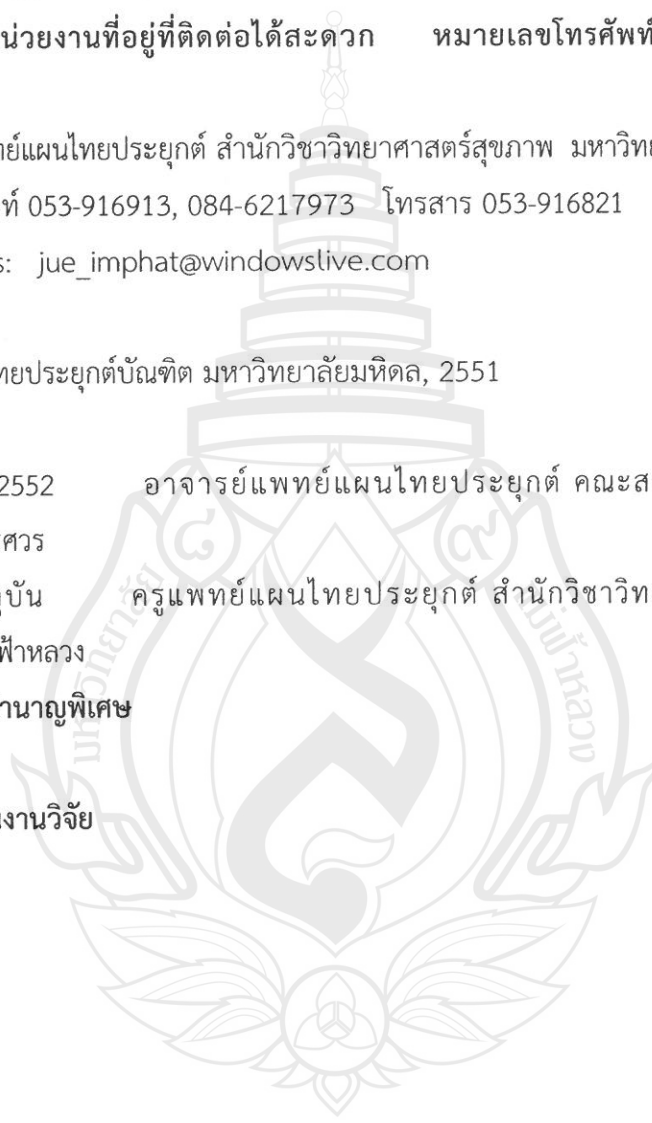 น่วยงานที่อยู่ที่ติดต่อได้สะดวก หมายเลขโทรศัพท์
ทย์แผนไทยประยุกต์ สำนักวิชาวิทยาศาสตร์สุขภาพ มหาวิทย
ท์ 053-916913, 084-6217973 โทรสาร 053-916821
s: jue_imphat@windowslive.com
ทยประยุกต์บัณฑิต มหาวิทยาลัยมหิดล, 2551
2552 อาจารย์แพทย์แผนไทยประยุกต์ คณะส
ศวร
ุบัน ครูแพทย์แผนไทยประยุกต์ สำนักวิชาวิท
ฟ้าหลวง
ำนาญพิเศษ
งานวิจัย